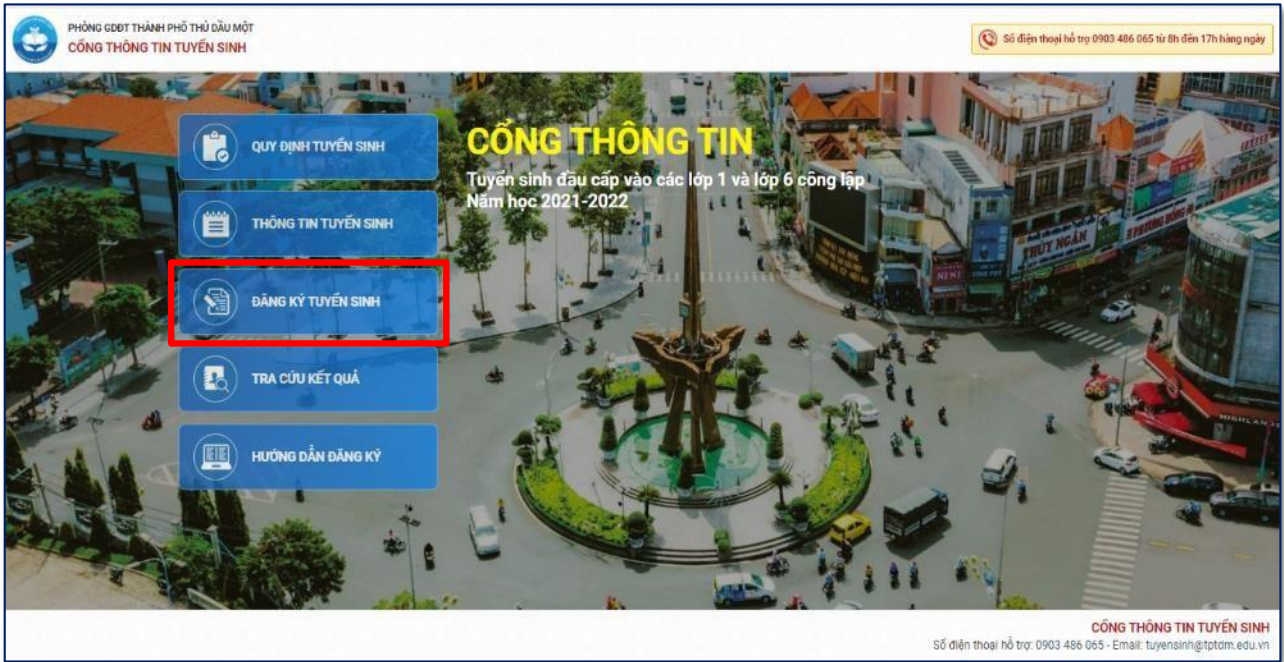 PHÒNG GDĐT THÀNH PHỐ THỦ DẦU MỘT
CỔNG THÔNG TIN TUYỂN SINH
Số điện thoại hỗ trợ 0903 486 065 từ 8h đến 17h hàng ngày
QUY ĐỊNH TUYỂN SINH
THÔNG TIN TUYỂN SINH
ĐĂNG KÝ TUYỂN SINH
TRA CỨU KẾT QUẢ
HƯỚNG DẪN ĐĂNG KÝ
CỔNG THÔNG TIN
Tuyển sinh đầu cấp vào các lớp 1 và lớp 6 công lập
Năm học 2021-2022
THÚY NGÂN
NI NI
CỔNG THÔNG TIN TUYỂN SINH
Số điện thoại hỗ trợ: 0903 486 065 - Email: tuyensinh@tptdm.edu.vn